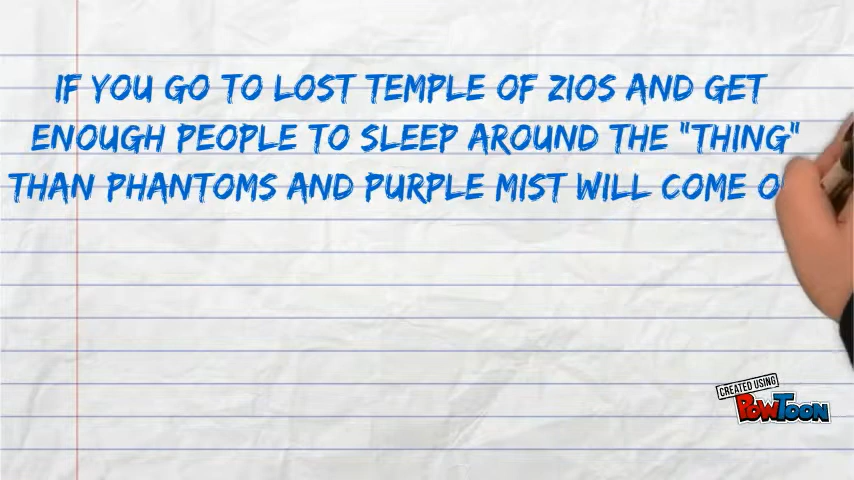 IF YOU GO TO LOST TEMPLE OF ZIOS AND GET
ENOUGH PEOPLE TO SLEEP AROUND THE "THING"
THAN PHANTOMS AND PURPLE MIST WILL COME
CREATED USING
POWTOON